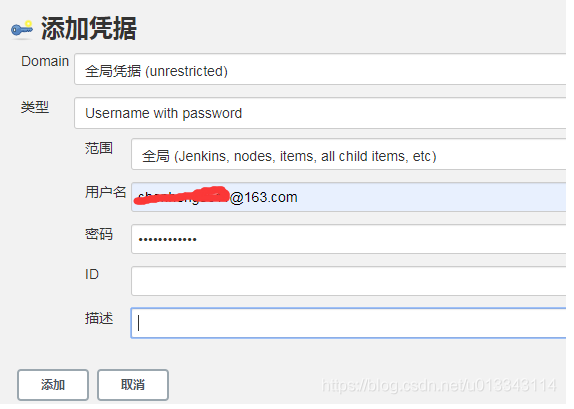 添加凭据
Domain
全局凭据 (unrestricted)
类型
Username with password
范围
全局 (Jenkins, nodes, items, all child items, etc)
用户名
@163.com
密码
••••••••••••
ID
描述
添加
取消
https://blog.csdn.net/u013343114